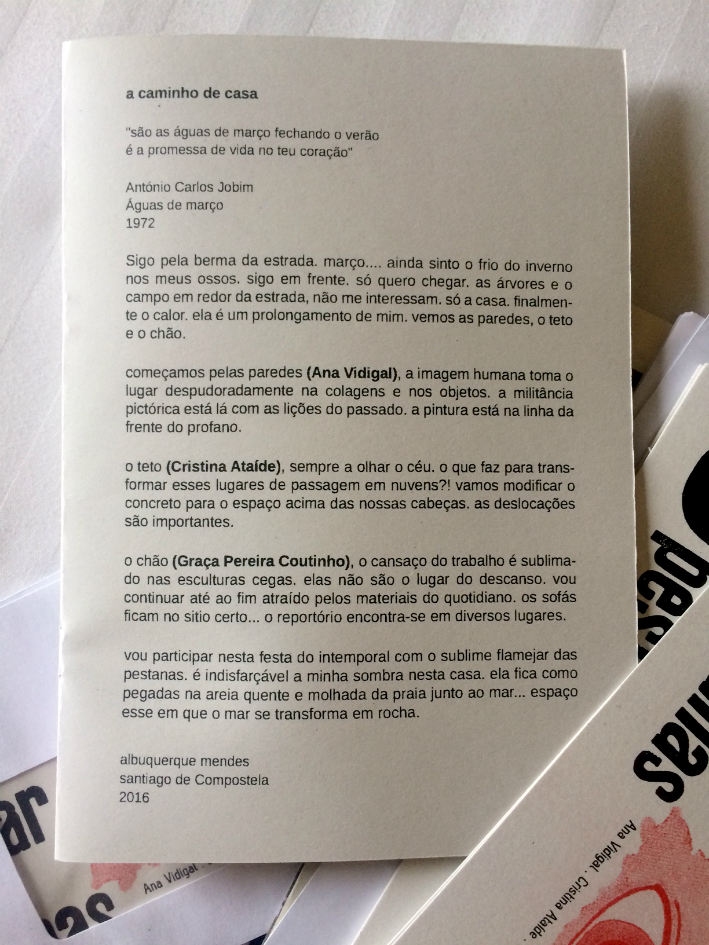 a caminho de casa
"são as águas de março fechando o verão
é a promessa de vida no teu coração"
António Carlos Jobim
Águas de março
1972
Sigo pela berma da estrada. março.... ainda sinto o frio do inverno
nos meus ossos. sigo em frente. só quero chegar. as árvores e o
campo em redor da estrada, não me interessam. só a casa. finalmen-
te o calor. ela é um prolongamento de mim. vemos as paredes, o teto
e o chão.
começamos pelas paredes (Ana Vidigal), a imagem humana toma o
lugar despudoradamente na colagens e nos objetos. a militância
pictórica está lá com as lições do passado. a pintura está na linha da
frente do profano.
o teto (Cristina Ataíde), sempre a olhar o céu. o que faz para trans-
formar esses lugares de passagem em nuvens?! vamos modificar o
concreto para o espaço acima das nossas cabeças. as deslocações
são importantes.
o chão (Graça Pereira Coutinho), o cansaço do trabalho é sublima-
do nas esculturas cegas. elas não são o lugar do descanso. vou
continuar até ao fim atraído pelos materiais do quotidiano. os sofás
ficam no sitio certo... o reportório encontra-se em diversos lugares.
vou participar nesta festa do intemporal com o sublime flamejar das
pestanas. é indisfarçável a minha sombra nesta casa. ela fica como
pegadas na areia quente e molhada da praia junto ao mar... espaço
esse em que o mar se transforma em rocha.
albuquerque mendes
santiago de Compostela
2016
ar
nas
Ana Vidigal .
pes
nas
Ana Vidigal . Cristina Ataíde .